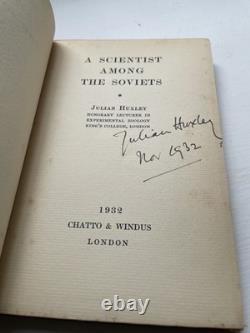 A SCIENTIST
AMONG
THE SOVIETS
JULIAN HUXLEY
HONORARY LECTURER IN
EXPERIMENTAL ZOOLOGY
KING'S COLLEGE, LONDON
Julian Huxley
Nov 1932
1932
CHATTO & WINDUS
LONDON